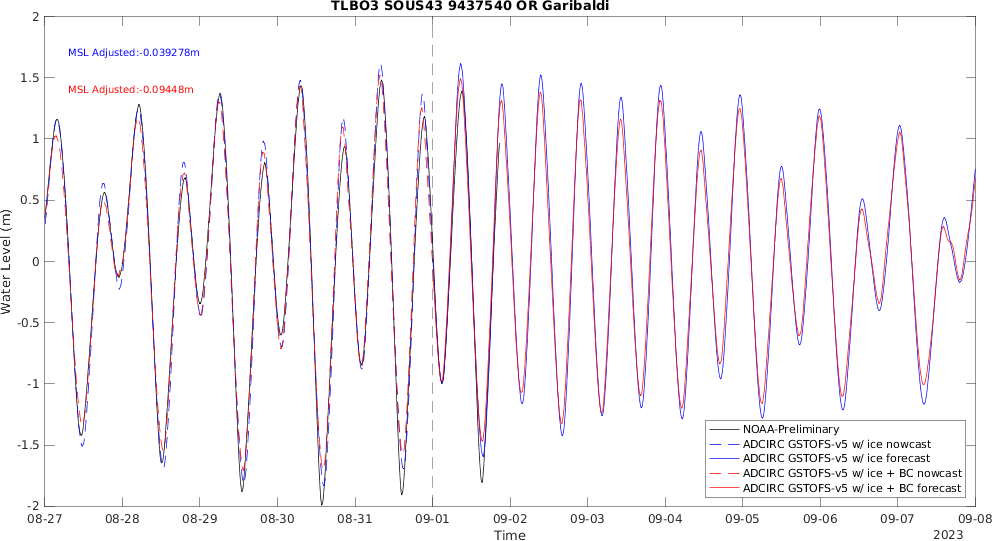 TLBO3 SOUS43 9437540 OR Garibaldi
2
1.5
1
0.5
0
-0.5
-1
-1.5
-2
Water Level (m)
MSL Adjusted:-0.039278m
MSL Adjusted:-0.09448m
NOAA-Preliminary
ADCIRC GSTOFS-v5 w/ ice nowcast
ADCIRC GSTOFS-v5 w/ ice forecast
ADCIRC GSTOFS-v5 w/ ice + BC nowcast
ADCIRC GSTOFS-v5 w/ ice + BC forecast
08-27 08-28 08-29 08-30 08-31 09-01 09-02 09-03 09-04 09-05 09-06 09-07 09-08
Time
2023